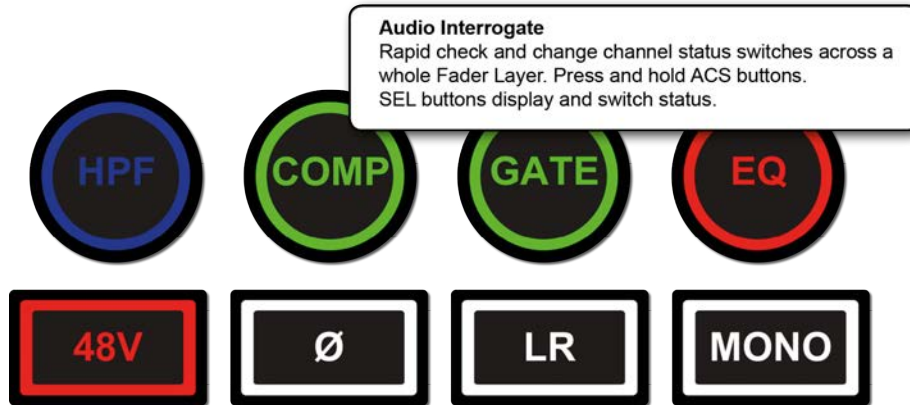 Audio Interrogate
Rapid check and change channel status switches across a
whole Fader Layer. Press and hold ACS buttons.
SEL buttons display and switch status.
HPF
COMP
GATE
EQ
48V
Ø
LR
MONO